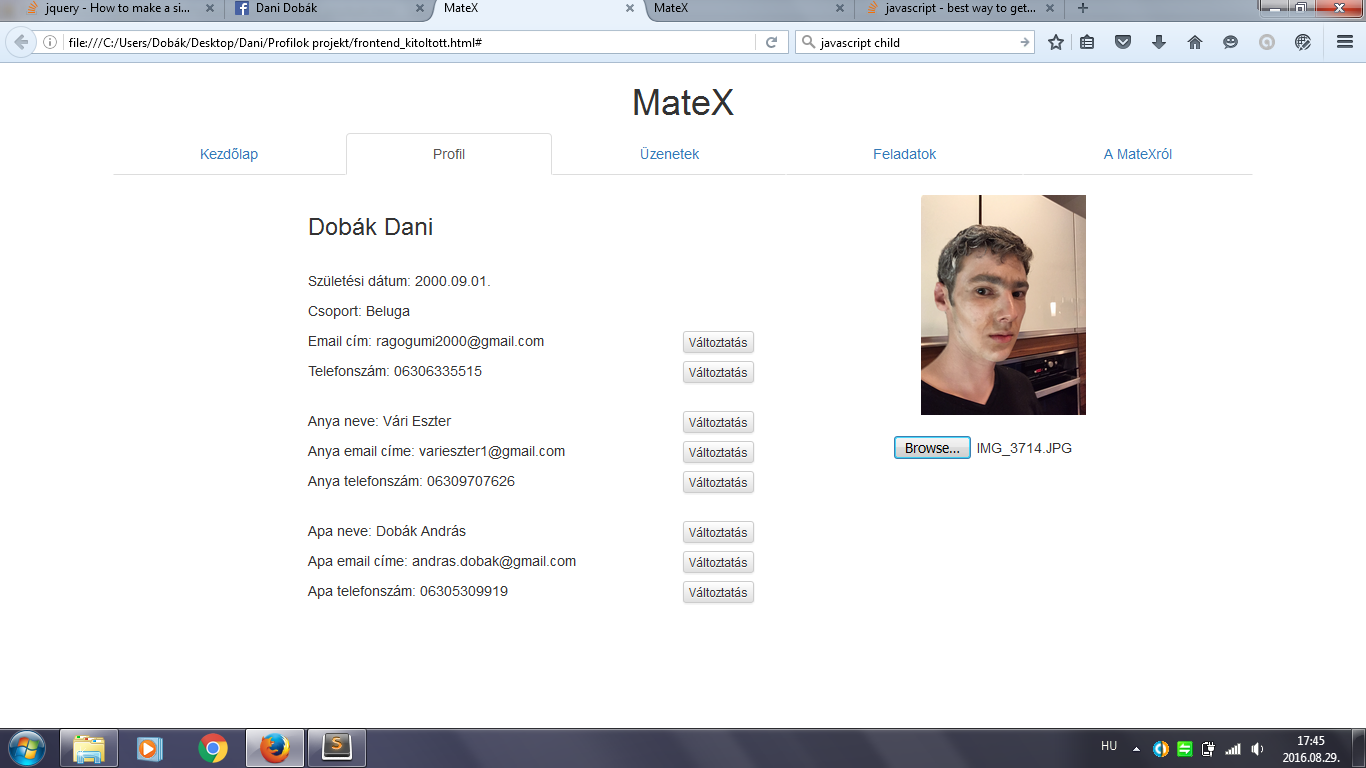 jquery - How to make a si...
Dani Dobák
MateX
MateX
javascript - best way to get...
file:///C:/Users/Dobák/Desktop/Dani/Profilok projekt/frontend_kitoltott.html#
javascript child
MateX
Kezdőlap
Profil
Üzenetek
Feladatok
A MateXról
Dobák Dani
Születési dátum: 2000.09.01.
Csoport: Beluga
Email cím: ragogumi2000@gmail.com
Változtatás
Telefonszám: 06306335515
Változtatás
Anya neve: Vári Eszter
Változtatás
Anya email címe: varieszter1@gmail.com
Változtatás
Anya telefonszám: 06309707626
Változtatás
Apa neve: Dobák András
Változtatás
Apa email címe: andras.dobak@gmail.com
Változtatás
Apa telefonszám: 06305309919
Változtatás
Browse... IMG_3714.JPG
HU
17:45
2016.08.29.